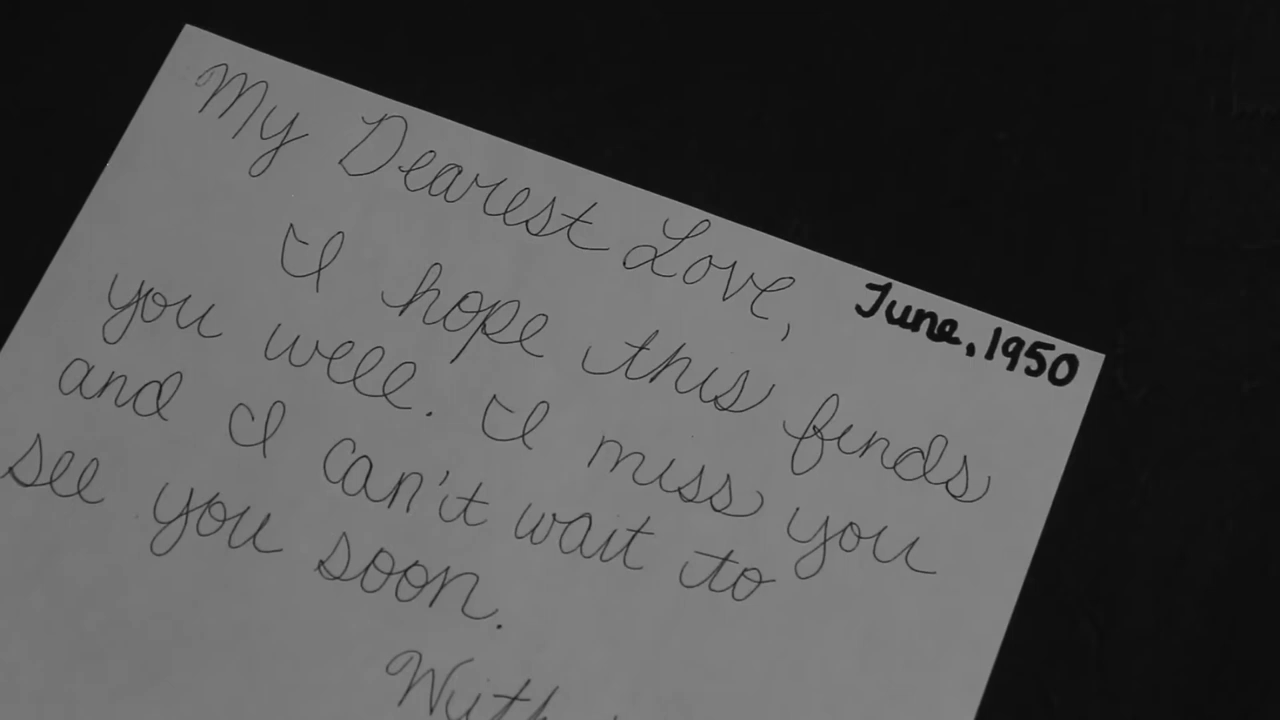 My Dearest Love,
June, 1950
I hope this finds
you well. I miss you
and I can't wait to
see you soon.
With